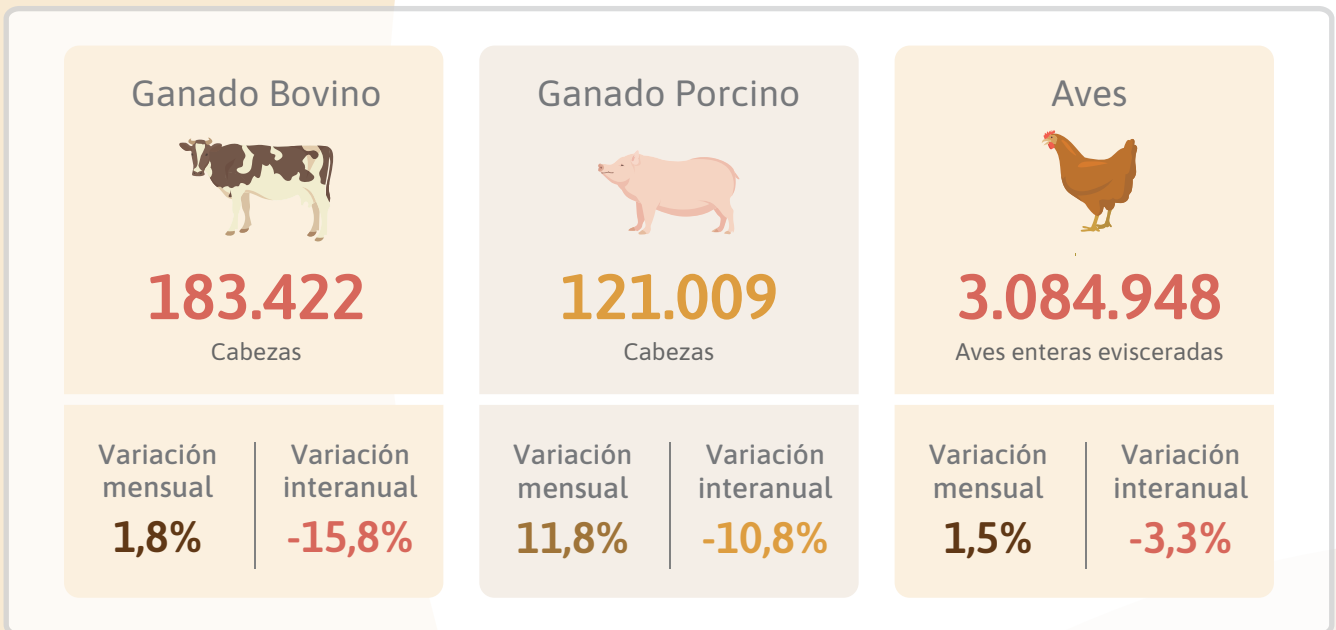 Ganado Bovino
183.422
Cabezas
Variación
mensual
1,8%
Variación
interanual
-15,8%
Ganado Porcino
121.009
Cabezas
Variación
mensual
11,8%
Variación
interanual
-10,8%
Aves
3.084.948
Aves enteras evisceradas
Variación
mensual
1,5%
Variación
interanual
-3,3%